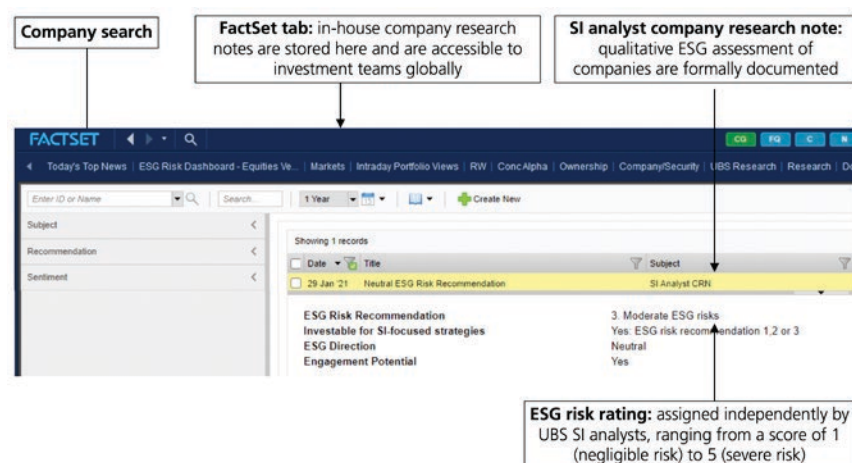 Company search
FactSet tab: in-house company research
notes are stored here and are accessible to
investment teams globally
SI analyst company research note:
qualitative ESG assessment of
companies are formally documented
FACTSET CG FQ C N
Today's Top News | ESG Risk Dashboard - Equities Ve... | Markets | Intraday Portfolio Views | RW | ConcAlpha | Ownership | Company/Security | UBS Research | Research |
Enter ID or Name Search... 1 Year Create New
Subject
Recommendation
Sentiment
Showing 1 records
Date Title Subject
29 Jan '21 Neutral ESG Risk Recommendation SI Analyst CRN
ESG Risk Recommendation 3. Moderate ESG risks
Investable for SI-focused strategies Yes: ESG risk recommendation 1,2 or 3
ESG Direction Neutral
Engagement Potential Yes
ESG risk rating: assigned independently by
UBS SI analysts, ranging from a score of 1
(negligible risk) to 5 (severe risk)